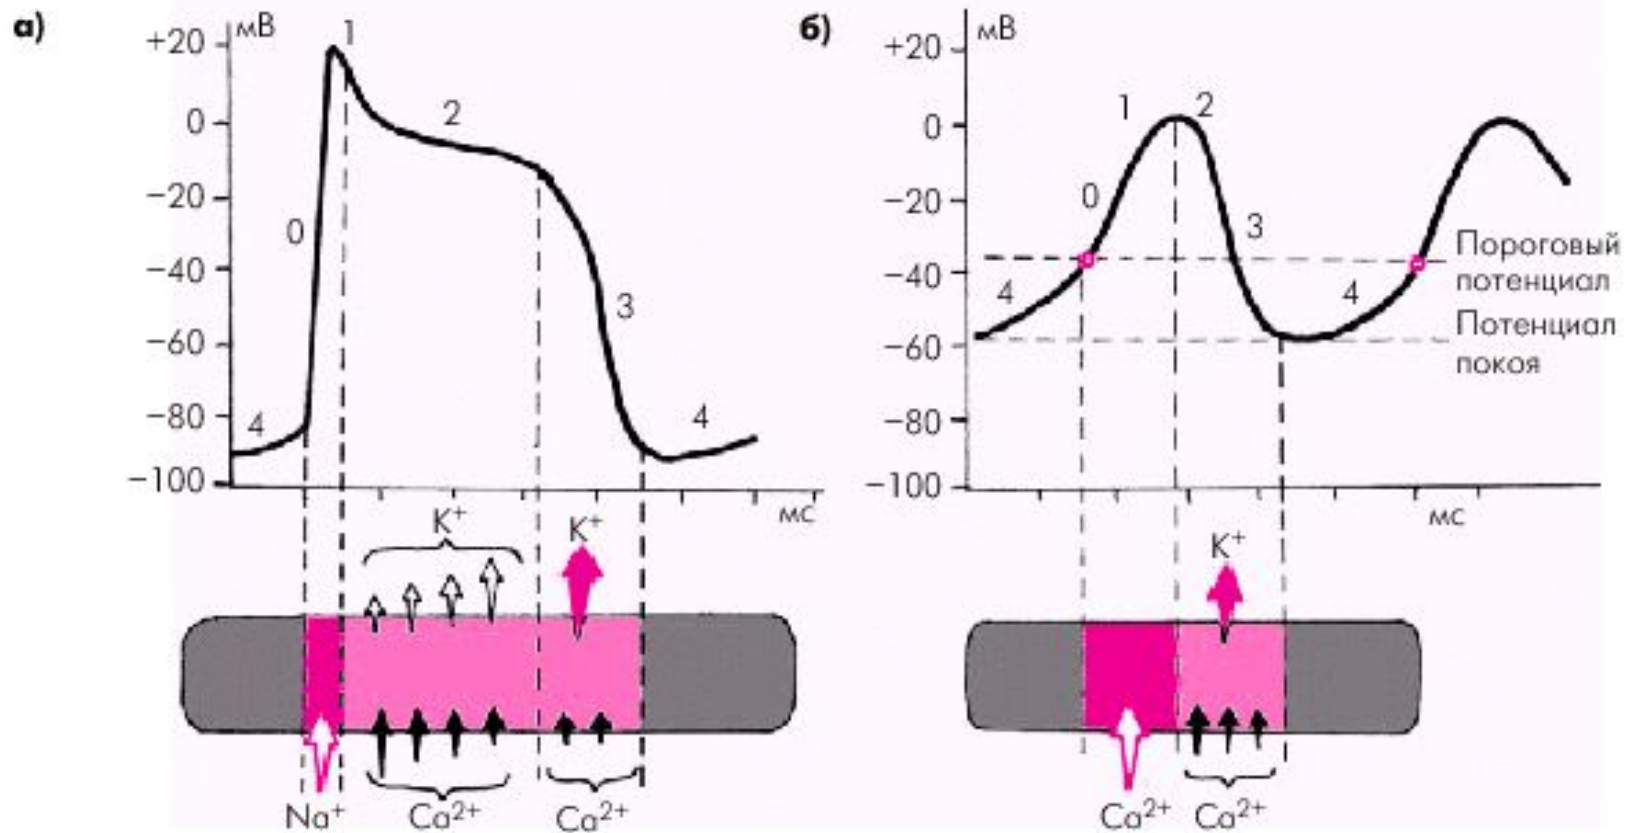 а)
мВ
+20
0
−20
−40
−60
−80
−100
4
0
1
2
3
4
мс
K⁺
K⁺
Na⁺
Ca²⁺
Ca²⁺
б)
мВ
+20
0
−20
−40
−60
−80
−100
4
0
1
2
3
4
Пороговый
потенциал
Потенциал
покоя
мс
K⁺
Ca²⁺
Ca²⁺